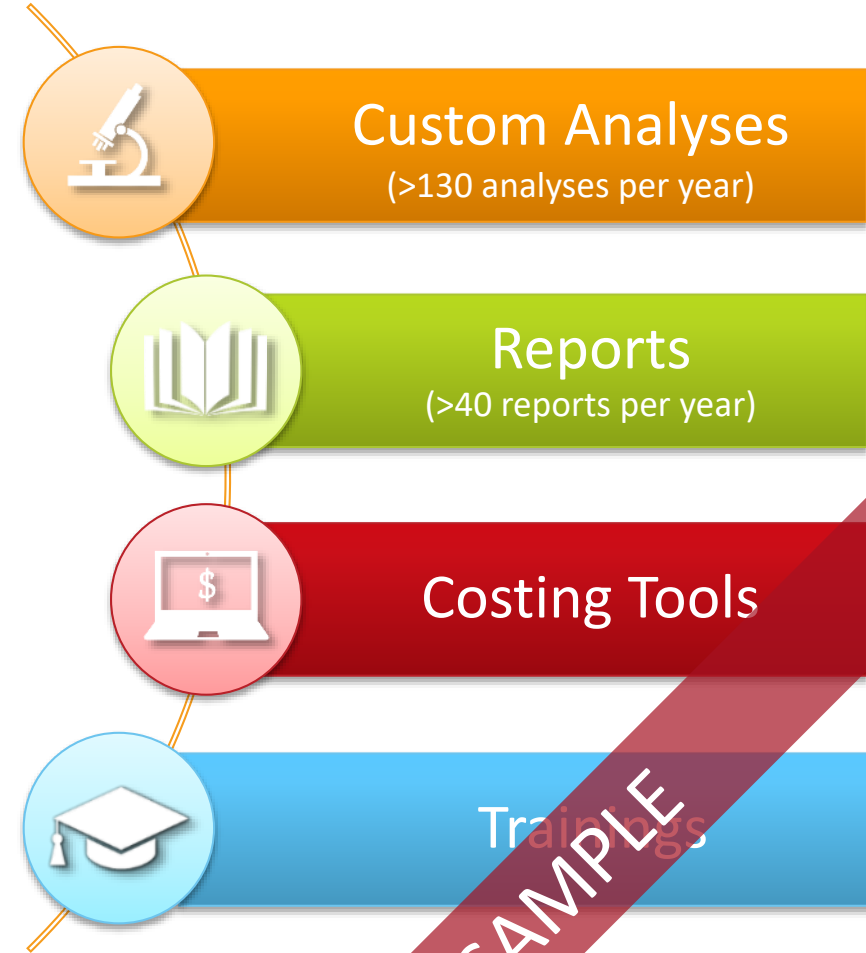 Custom Analyses
(>130 analyses per year)
Reports
(>40 reports per year)
$
Costing Tools
Trainings
SAMPLE